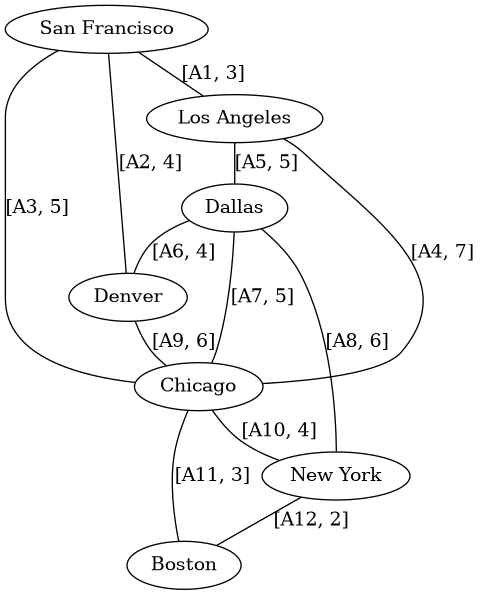 San Francisco
[A1, 3]
Los Angeles
[A2, 4]
[A5, 5]
[A3, 5]
Dallas
[A6, 4]
[A4, 7]
Denver
[A7, 5]
[A9, 6]
[A8, 6]
Chicago
[A10, 4]
[A11, 3]
New York
[A12, 2]
Boston